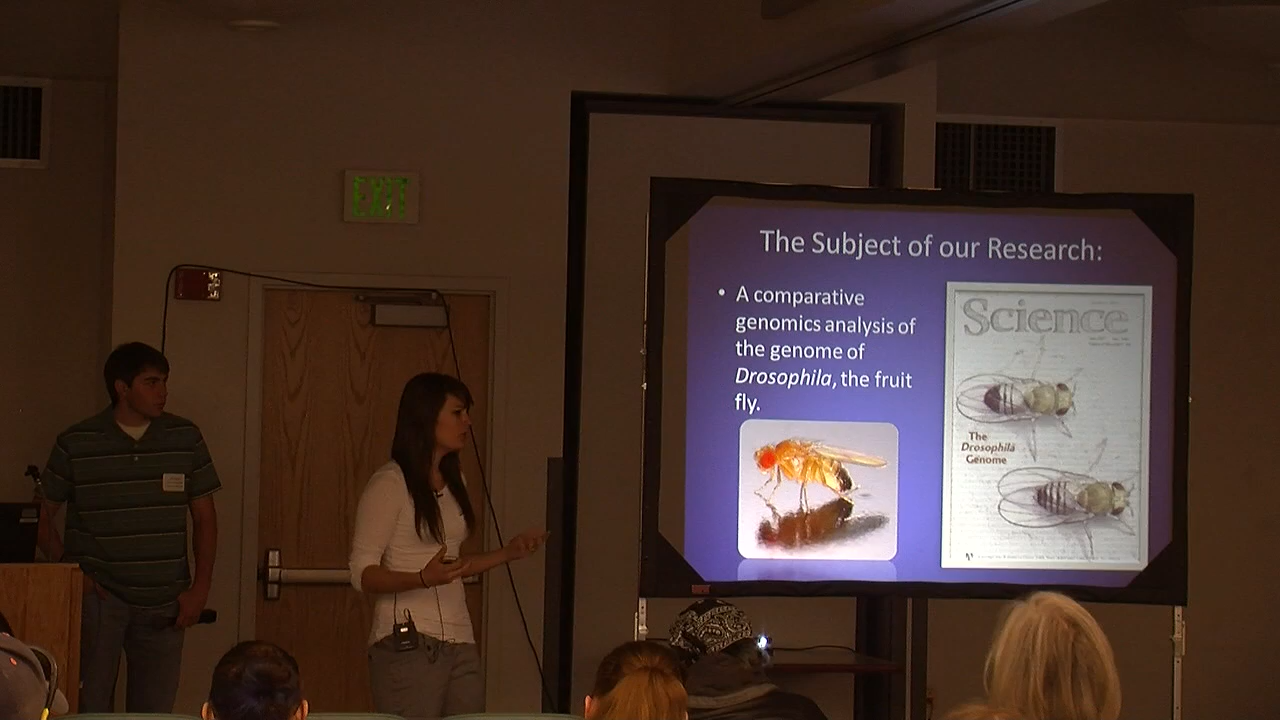 EXIT
The Subject of our Research:
• A comparative
genomics analysis of
the genome of
Drosophila, the fruit
fly.
Science
The
Drosophila
Genome